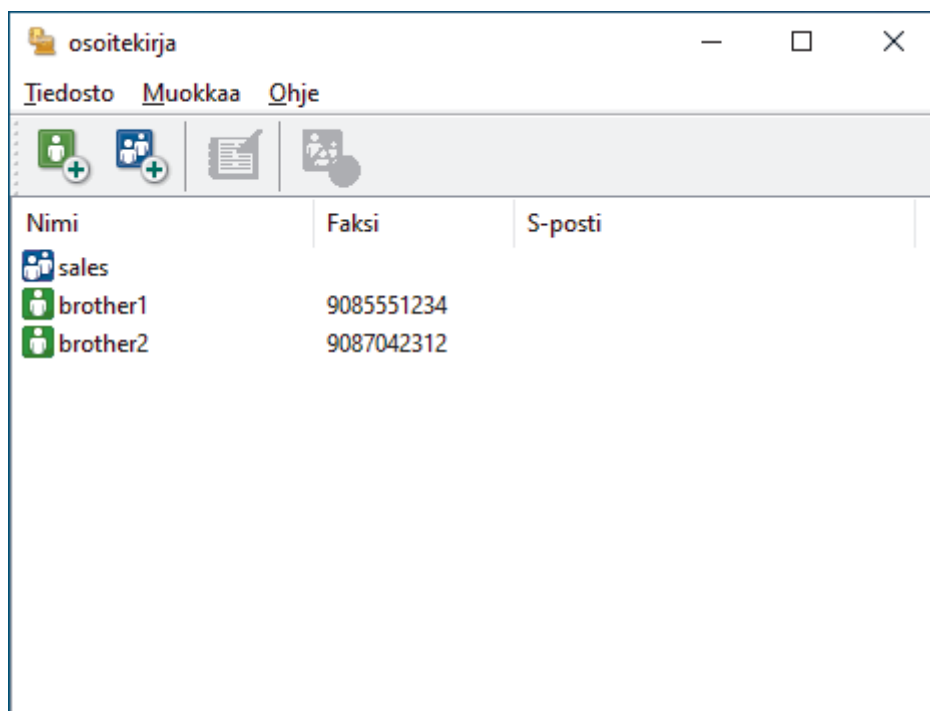 osoitekirja
Tiedosto Muokkaa Ohje
Nimi Faksi S-posti
sales
brother1 9085551234
brother2 9087042312